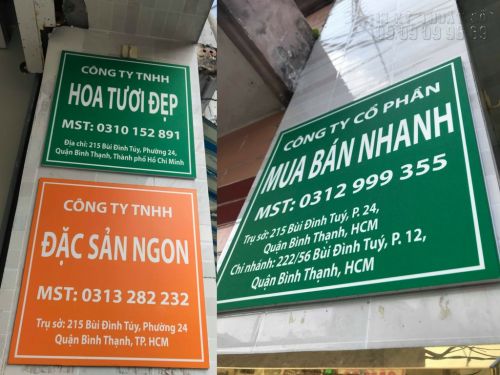 CÔNG TY TNHH
HOA TƯƠI ĐẸP
MST: 0310 152 891
Địa chỉ: 215 Bùi Đình Túy, Phường 24,
Quận Bình Thạnh, Thành phố Hồ Chí Minh
CÔNG TY TNHH
ĐẶC SẢN NGON
MST: 0313 282 232
Trụ sở: 215 Bùi Đình Túy, Phường 24
Quận Bình Thạnh, TP. HCM
CÔNG TY CỔ PHẦN
MUA BÁN NHANH
MST: 0312 999 355
Trụ sở: 215 Bùi Đình Tuý, P. 24,
Quận Bình Thạnh, HCM
Chi nhánh: 222/56 Bùi Đình Tuý, P. 12,
Quận Bình Thạnh, HCM